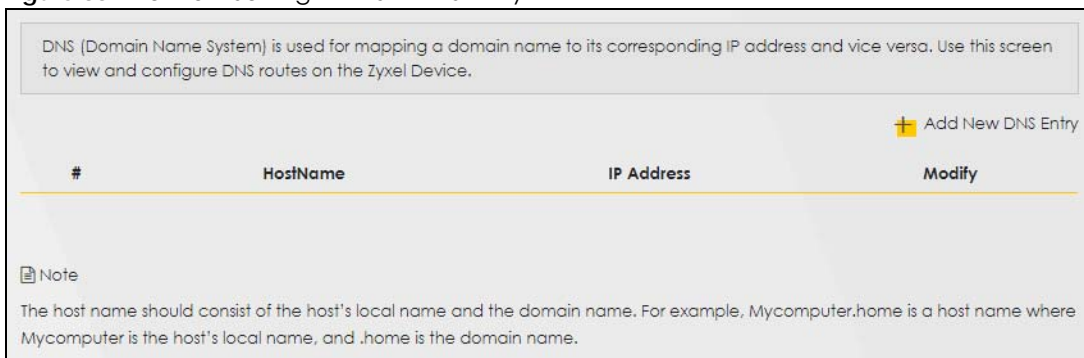 DNS (Domain Name System) is used for mapping a domain name to its corresponding IP address and vice versa. Use this screen
to view and configure DNS routes on the Zyxel Device.
Add New DNS Entry
# HostName IP Address Modify
Note
The host name should consist of the host's local name and the domain name. For example, Mycomputer.home is a host name where
Mycomputer is the host's local name, and .home is the domain name.